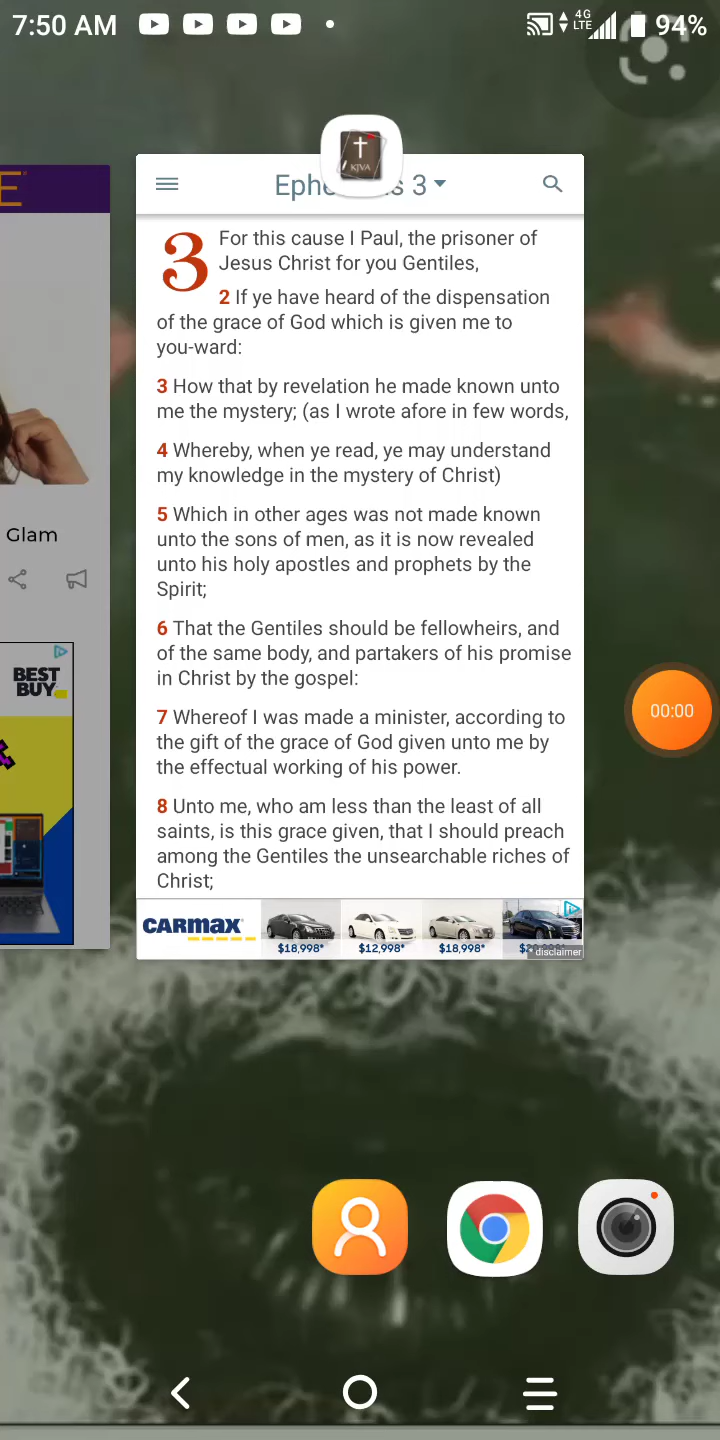 7:50 AM
4G
LTE
94%
E
KJVA
Ephe s 3
3 For this cause I Paul, the prisoner of
Jesus Christ for you Gentiles,
2 If ye have heard of the dispensation
of the grace of God which is given me to
you-ward:
3 How that by revelation he made known unto
me the mystery; (as I wrote afore in few words,
4 Whereby, when ye read, ye may understand
my knowledge in the mystery of Christ)
5 Which in other ages was not made known
unto the sons of men, as it is now revealed
unto his holy apostles and prophets by the
Spirit;
6 That the Gentiles should be fellowheirs, and
of the same body, and partakers of his promise
in Christ by the gospel:
7 Whereof I was made a minister, according to
the gift of the grace of God given unto me by
the effectual working of his power.
8 Unto me, who am less than the least of all
saints, is this grace given, that I should preach
among the Gentiles the unsearchable riches of
Christ;
Glam
BEST
BUY
00:00
CARMAX
$18,998* $12,998* $18,998*
* disclaimer